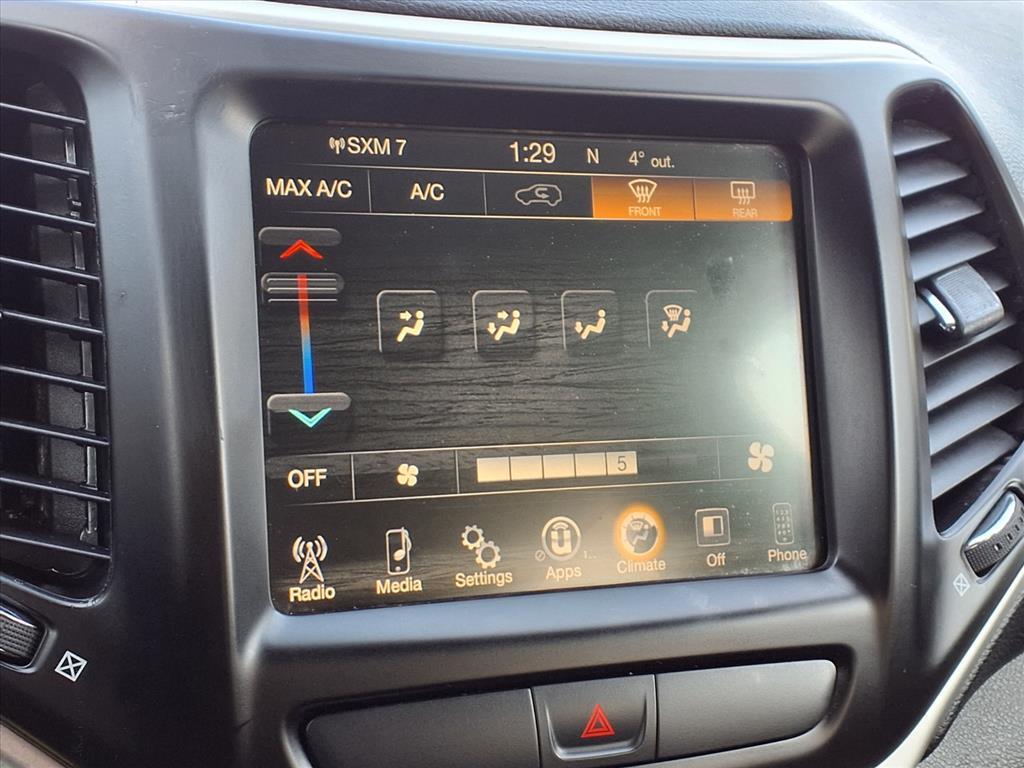 SXM 7 1:29 N 4° out.
MAX A/C A/C FRONT REAR
OFF 5
Radio Media Settings Apps Climate Off Phone